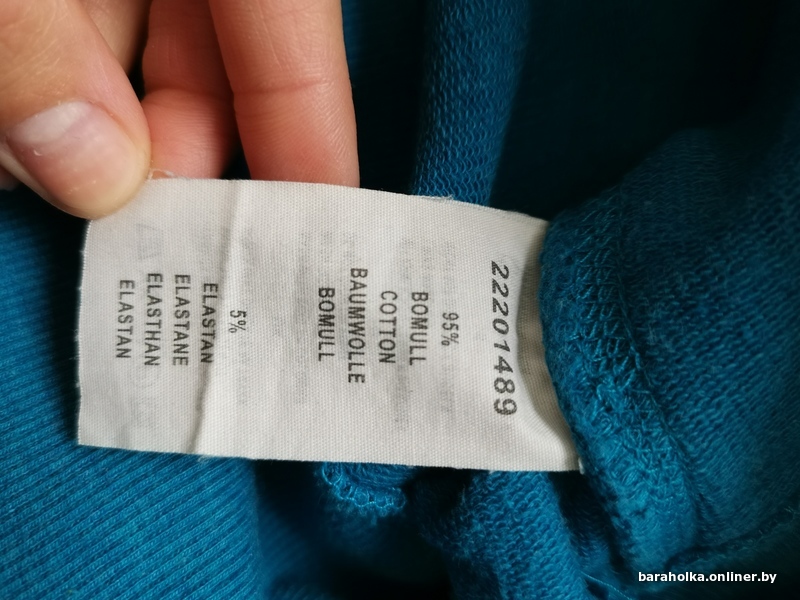 22201489
95%
BOMULL
COTTON
BAUMWOLLE
BOMULL
5%
ELASTAN
ELASTANE
ELASTHAN
ELASTAN
baraholka.onliner.by